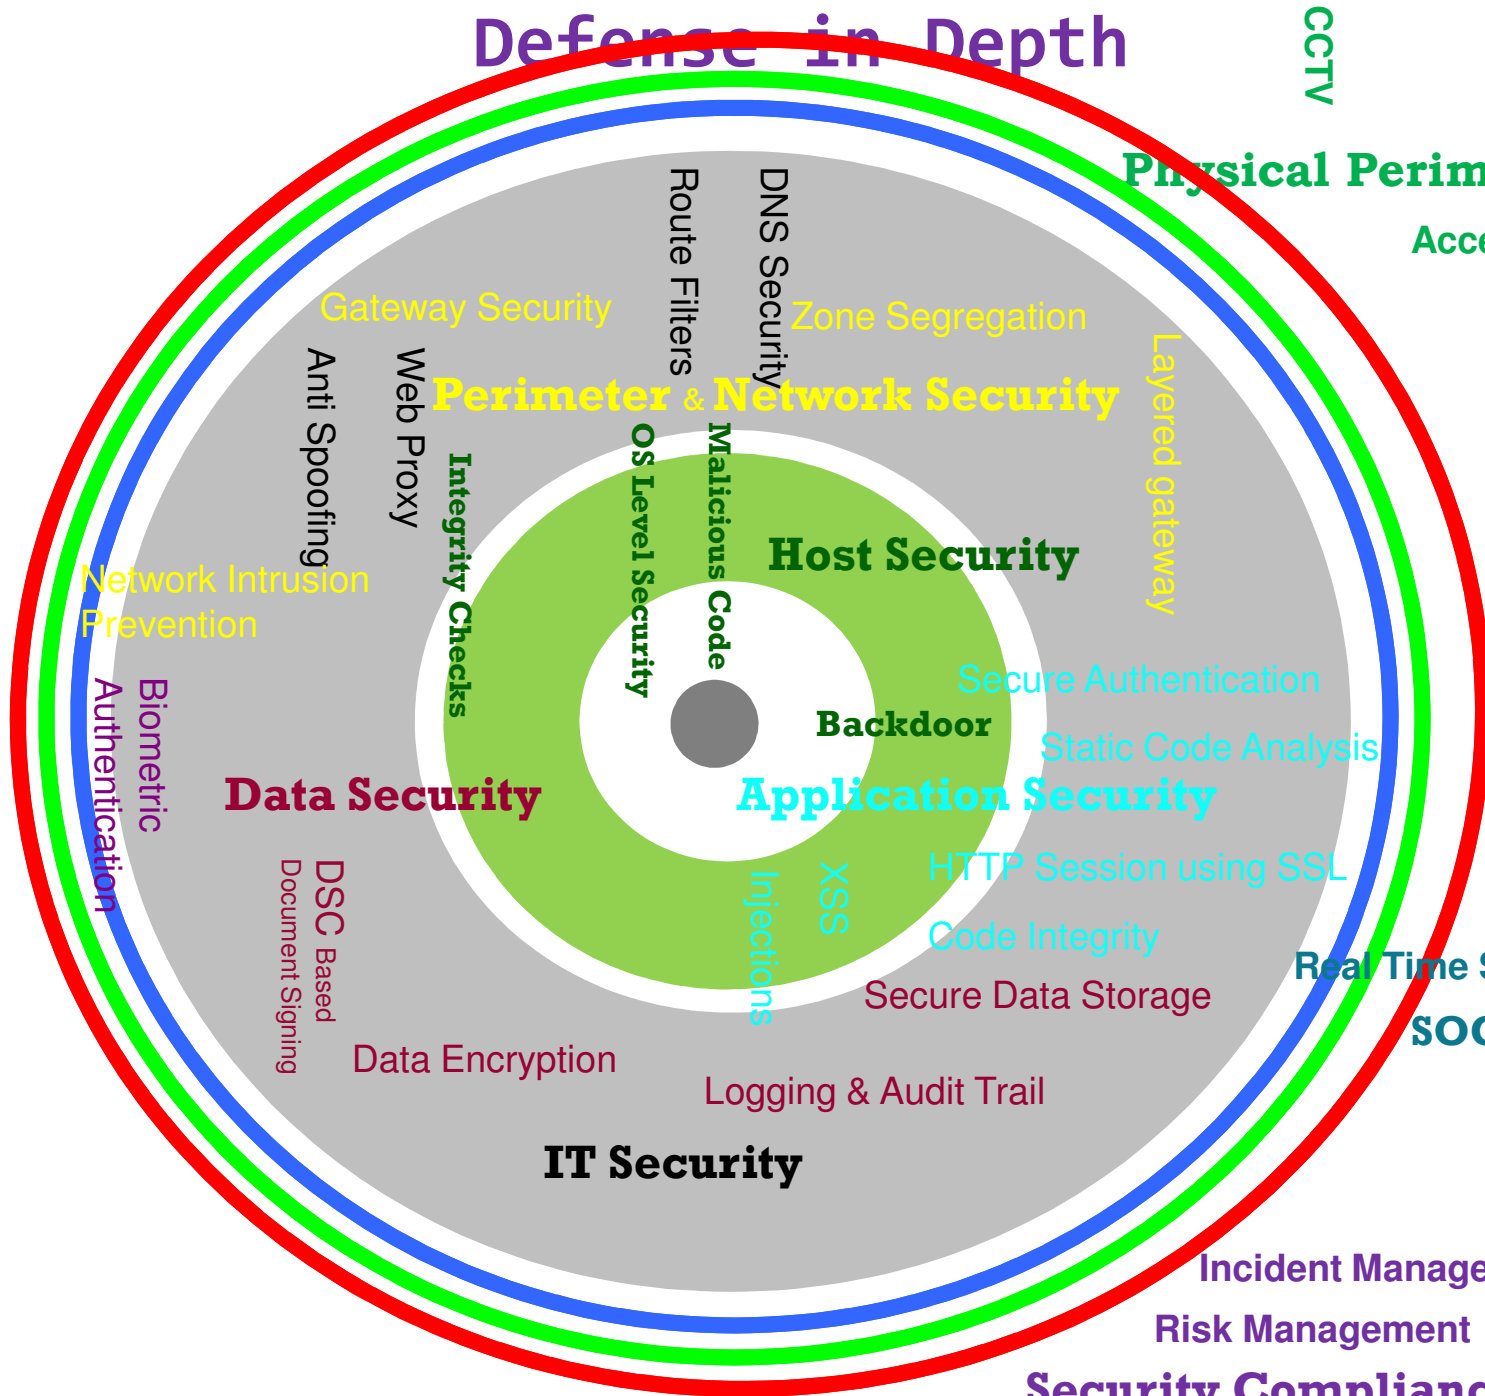 Defense in Depth
CCTV
Physical Perim
Acce
Route Filters
DNS Security
Gateway Security
Zone Segregation
Layered gateway
Anti Spoofing
Web Proxy
Perimeter & Network Security
Integrity Checks
OS Level Security
Malicious Code
Host Security
Network Intrusion
Prevention
Biometric
Authentication
Secure Authentication
Backdoor
Static Code Analysis
Data Security
Application Security
DSC Based
Document Signing
Injections
XSS
HTTP Session using SSL
Code Integrity
Real Time S
Secure Data Storage
SOC
Data Encryption
Logging & Audit Trail
IT Security
Incident Manage
Risk Management
Security Complianc